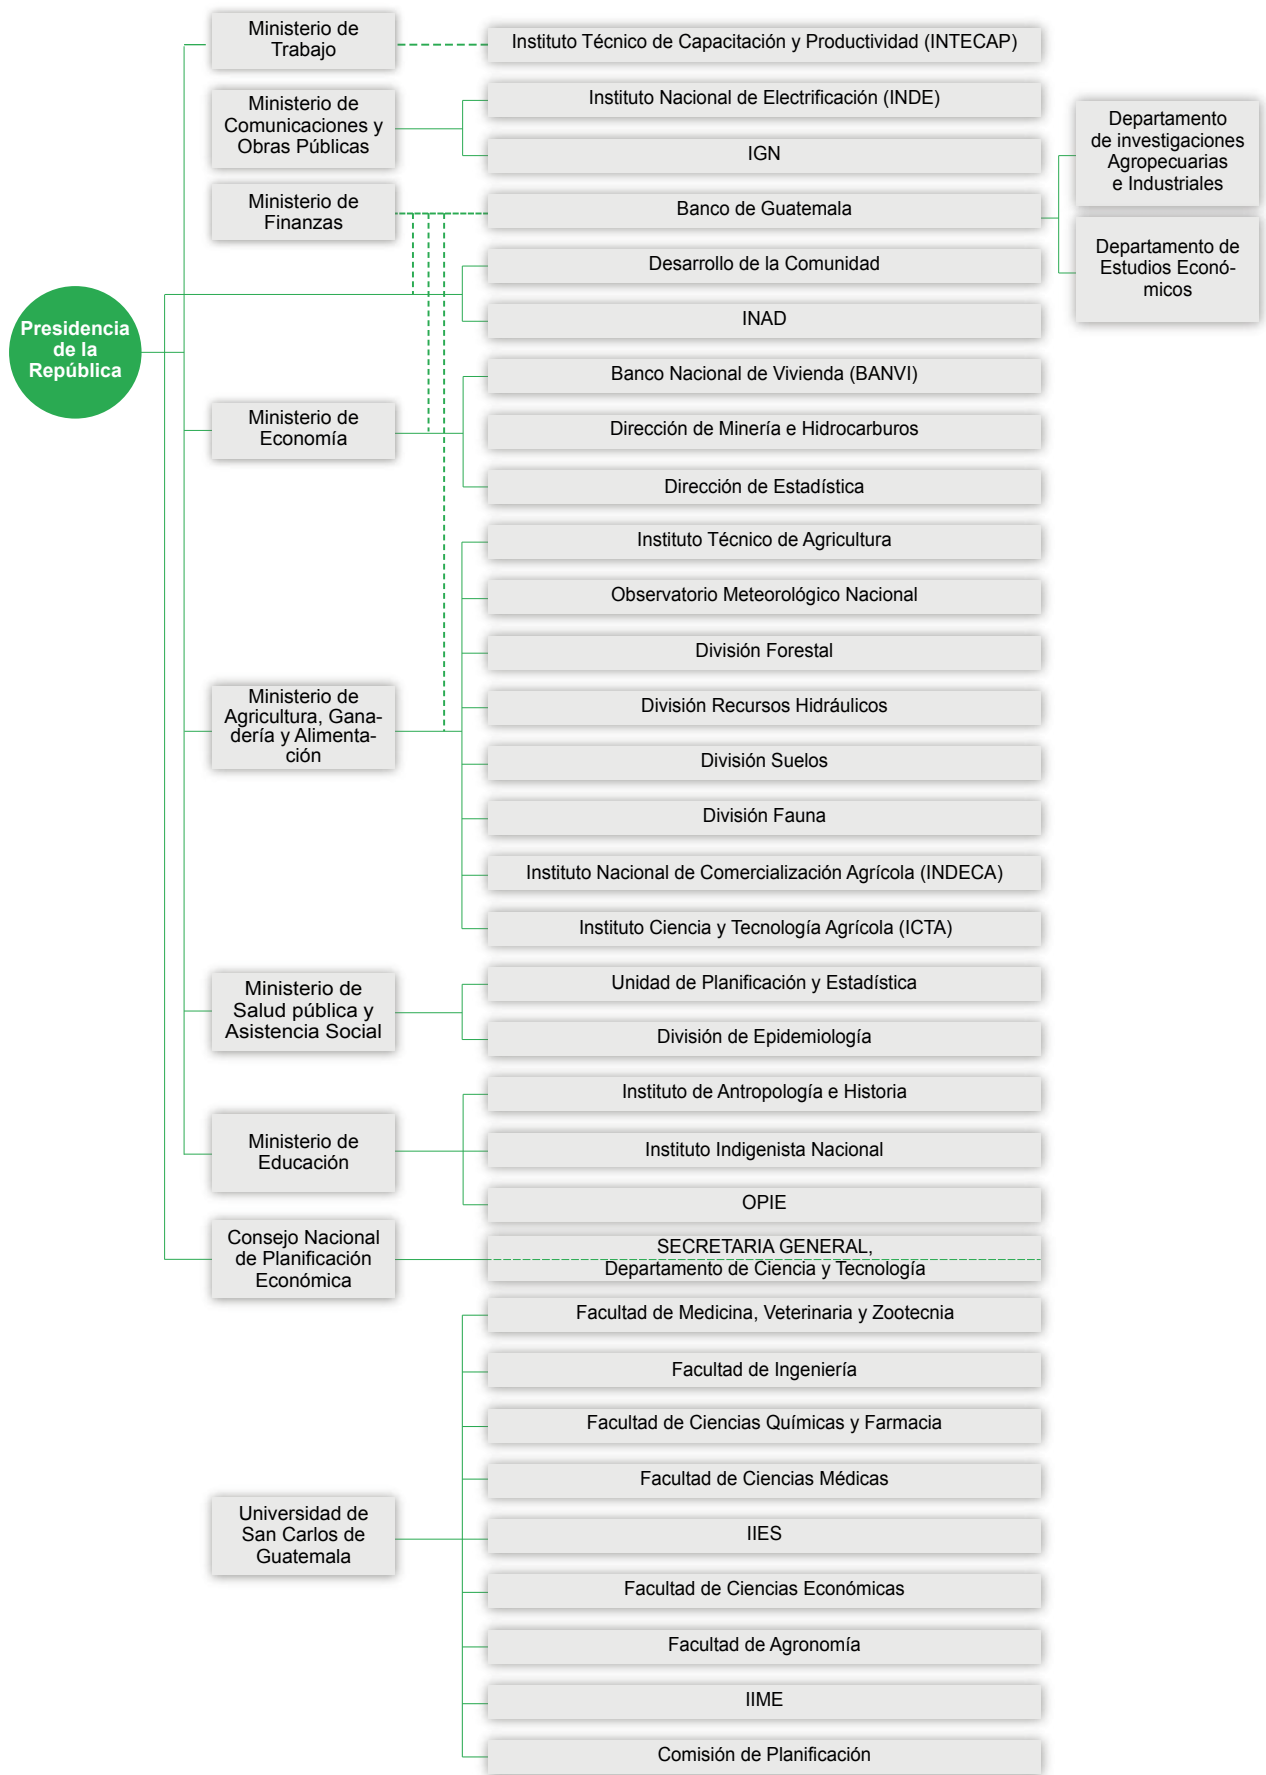 Presidencia
de la
República
Ministerio de
Trabajo
Instituto Técnico de Capacitación y Productividad (INTECAP)
Ministerio de
Comunicaciones y
Obras Públicas
Instituto Nacional de Electrificación (INDE)
IGN
Ministerio de
Finanzas
Banco de Guatemala
Departamento
de investigaciones
Agropecuarias
e Industriales
Departamento de
Estudios Econó-
micos
Desarrollo de la Comunidad
INAD
Ministerio de
Economía
Banco Nacional de Vivienda (BANVI)
Dirección de Minería e Hidrocarburos
Dirección de Estadística
Ministerio de
Agricultura, Gana-
dería y Alimenta-
ción
Instituto Técnico de Agricultura
Observatorio Meteorológico Nacional
División Forestal
División Recursos Hidráulicos
División Suelos
División Fauna
Instituto Nacional de Comercialización Agrícola (INDECA)
Instituto Ciencia y Tecnología Agrícola (ICTA)
Ministerio de
Salud pública y
Asistencia Social
Unidad de Planificación y Estadística
División de Epidemiología
Ministerio de
Educación
Instituto de Antropología e Historia
Instituto Indigenista Nacional
OPIE
Consejo Nacional
de Planificación
Económica
SECRETARIA GENERAL,
Departamento de Ciencia y Tecnología
Universidad de
San Carlos de
Guatemala
Facultad de Medicina, Veterinaria y Zootecnia
Facultad de Ingeniería
Facultad de Ciencias Químicas y Farmacia
Facultad de Ciencias Médicas
IIES
Facultad de Ciencias Económicas
Facultad de Agronomía
IIME
Comisión de Planificación